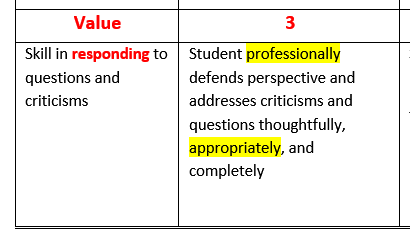 Value
3
Skill in responding to
questions and
criticisms
Student professionally
defends perspective and
addresses criticisms and
questions thoughtfully,
appropriately, and
completely